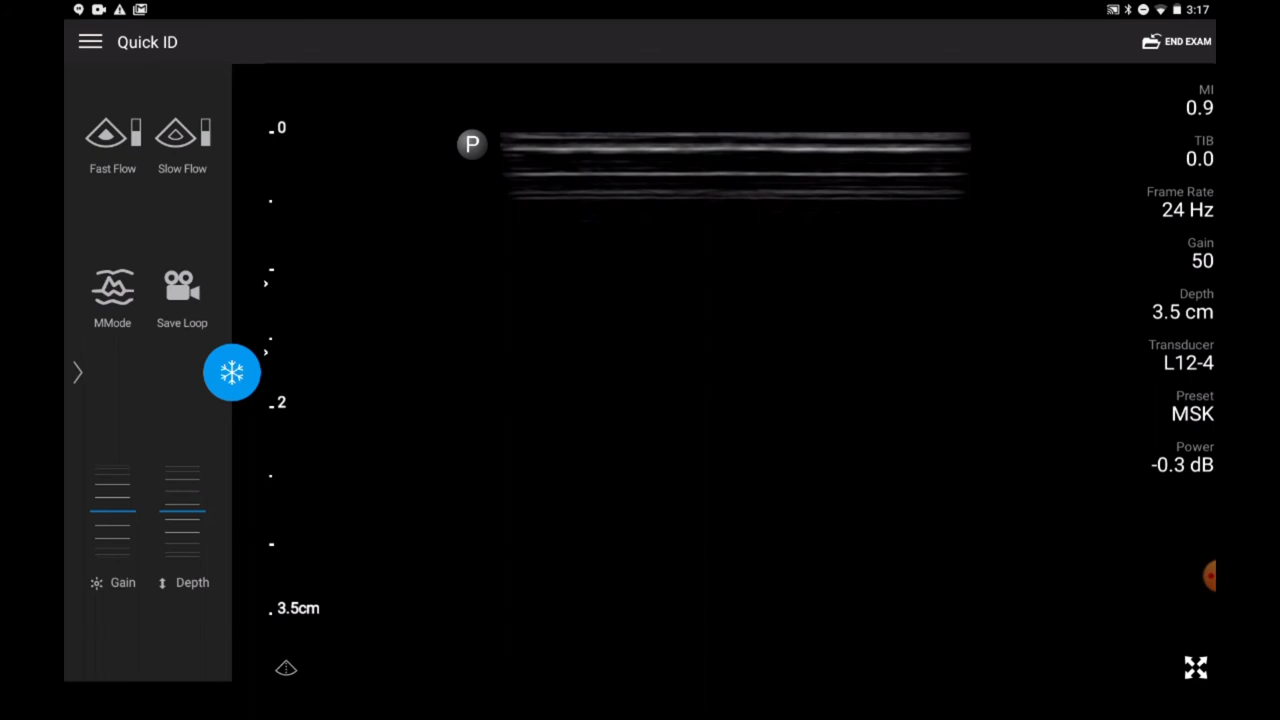 3:17
Quick ID
END EXAM
Fast Flow
Slow Flow
MMode
Save Loop
Gain
Depth
0
P
2
3.5cm
MI
0.9
TIB
0.0
Frame Rate
24 Hz
Gain
50
Depth
3.5 cm
Transducer
L12-4
Preset
MSK
Power
-0.3 dB